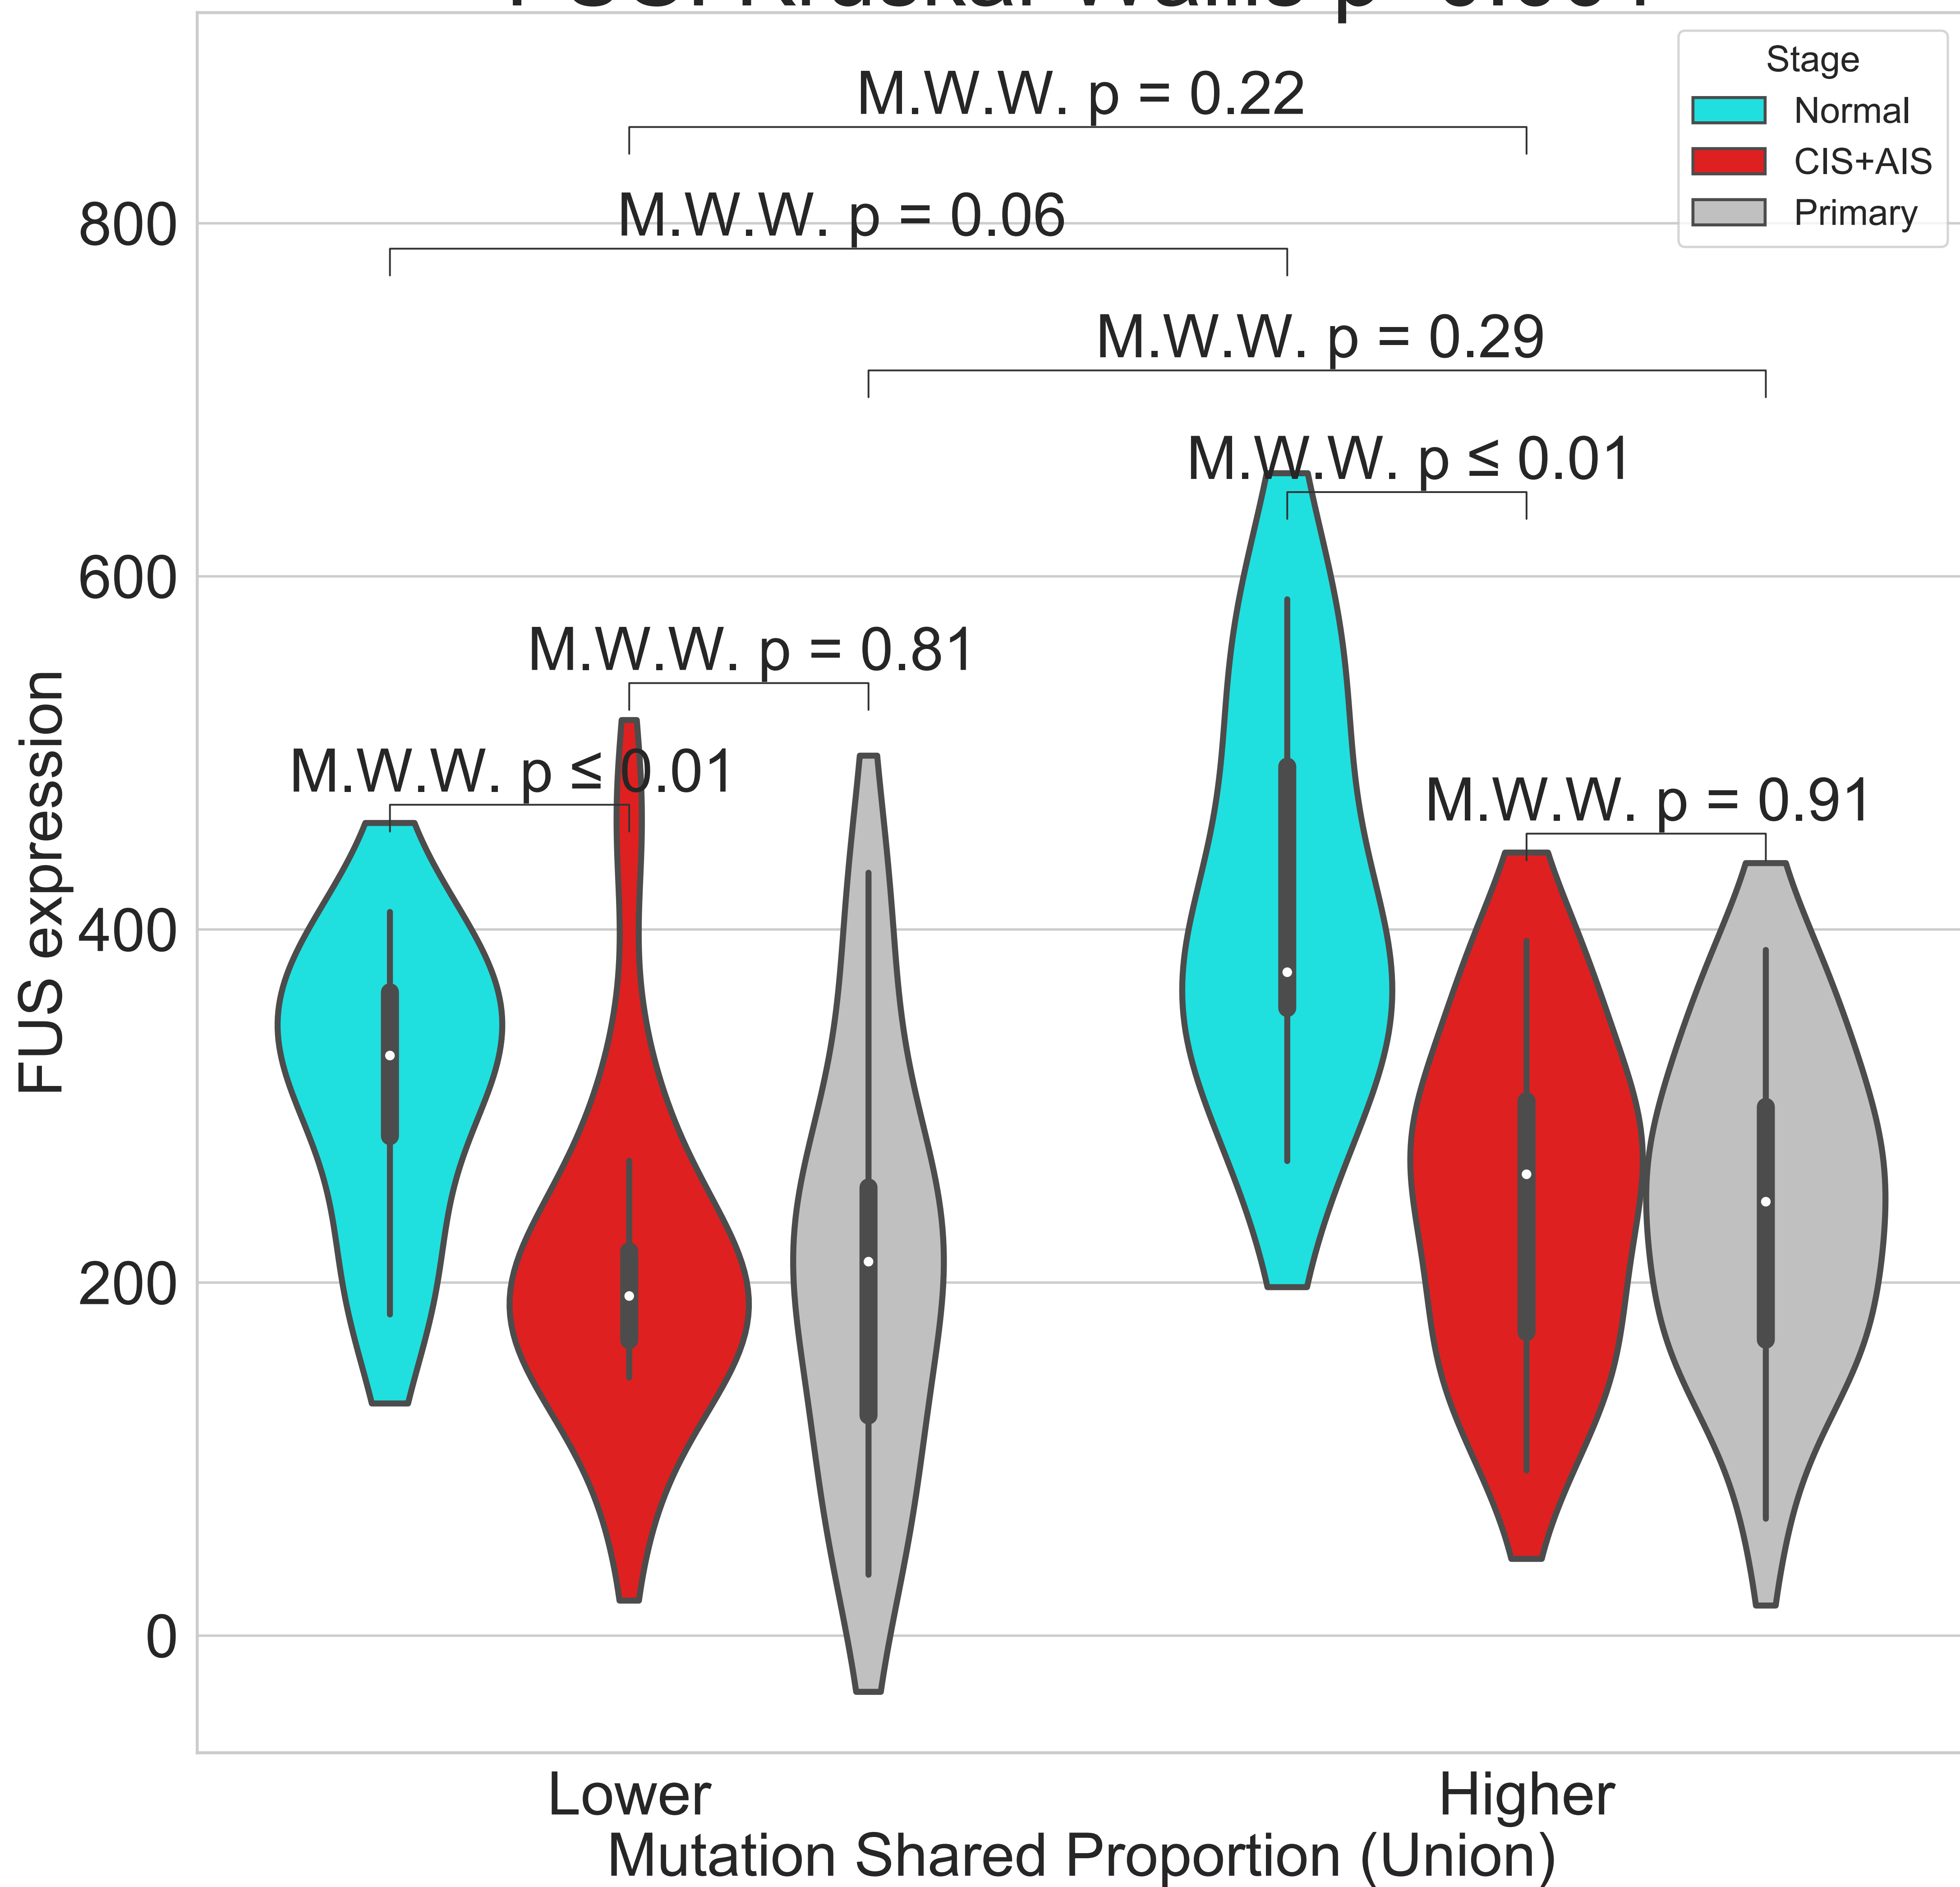 Stage
Normal
CIS+AIS
Primary
M.W.W. p = 0.22
M.W.W. p = 0.06
M.W.W. p = 0.29
M.W.W. p ≤ 0.01
M.W.W. p = 0.81
M.W.W. p ≤ 0.01
M.W.W. p = 0.91
800
600
400
200
0
FUS expression
Lower
Higher
Mutation Shared Proportion (Union)